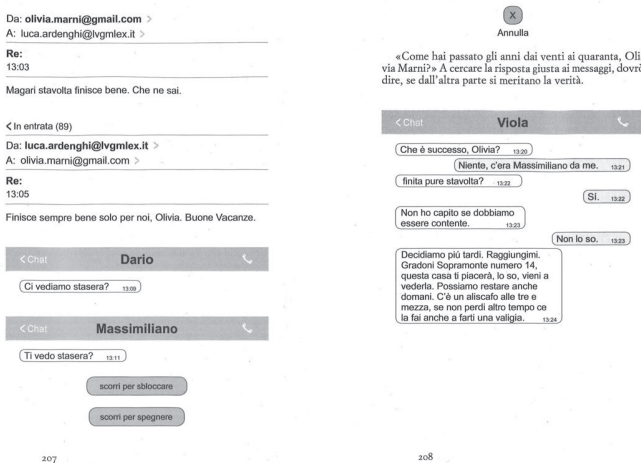 Da: olivia.marni@gmail.com >
A: luca.ardenghi@lvgmlex.it >
Re:
13:03
Magari stavolta finisce bene. Che ne sai.
< In entrata (89)
Da: luca.ardenghi@lvgmlex.it >
A: olivia.marni@gmail.com >
Re:
13:05
Finisce sempre bene solo per noi, Olivia. Buone Vacanze.
< Chat Dario
Ci vediamo stasera? 13:09
< Chat Massimiliano
Ti vedo stasera? 13:11
scorri per sbloccare
scorri per spegnere
207
X
Annulla
«Come hai passato gli anni dai venti ai quaranta, Oli
via Marni?» A cercare la risposta giusta ai messaggi, dovrò
dire, se dall'altra parte si meritano la verità.
< Chat Viola
Che è successo, Olivia? 13:20
Niente, c'era Massimiliano da me. 13:21
finita pure stavolta? 13:22
Sí. 13:22
Non ho capito se dobbiamo
essere contente. 13:23
Non lo so. 13:23
Decidiamo piú tardi. Raggiungimi.
Gradoni Sopramonte numero 14,
questa casa ti piacerà, lo so, vieni a
vederla. Possiamo restare anche
domani. C'è un aliscafo alle tre e
mezza, se non perdi altro tempo ce
la fai anche a farti una valigia. 13:24
208